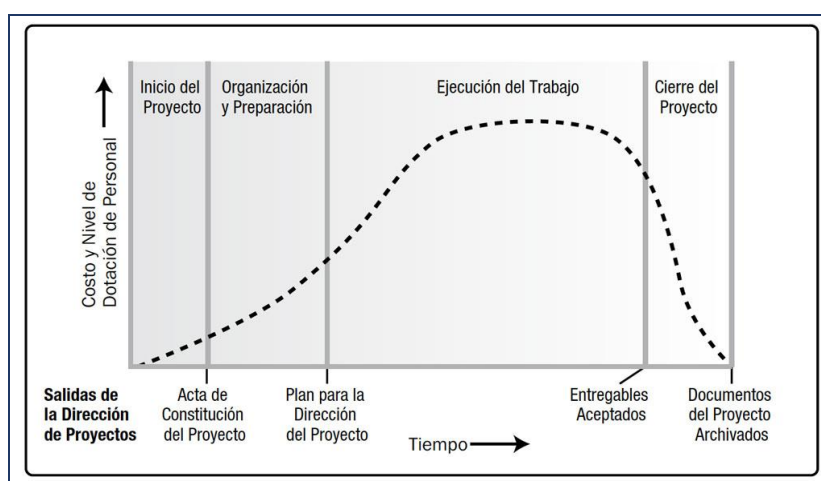 Inicio del
Proyecto
Organización
y Preparación
Ejecución del Trabajo
Cierre del
Proyecto
Costo y Nivel de
Dotación de Personal
Salidas de
la Dirección
de Proyectos
Acta de
Constitución
del Proyecto
Plan para la
Dirección
del Proyecto
Entregables
Aceptados
Documentos
del Proyecto
Archivados
Tiempo